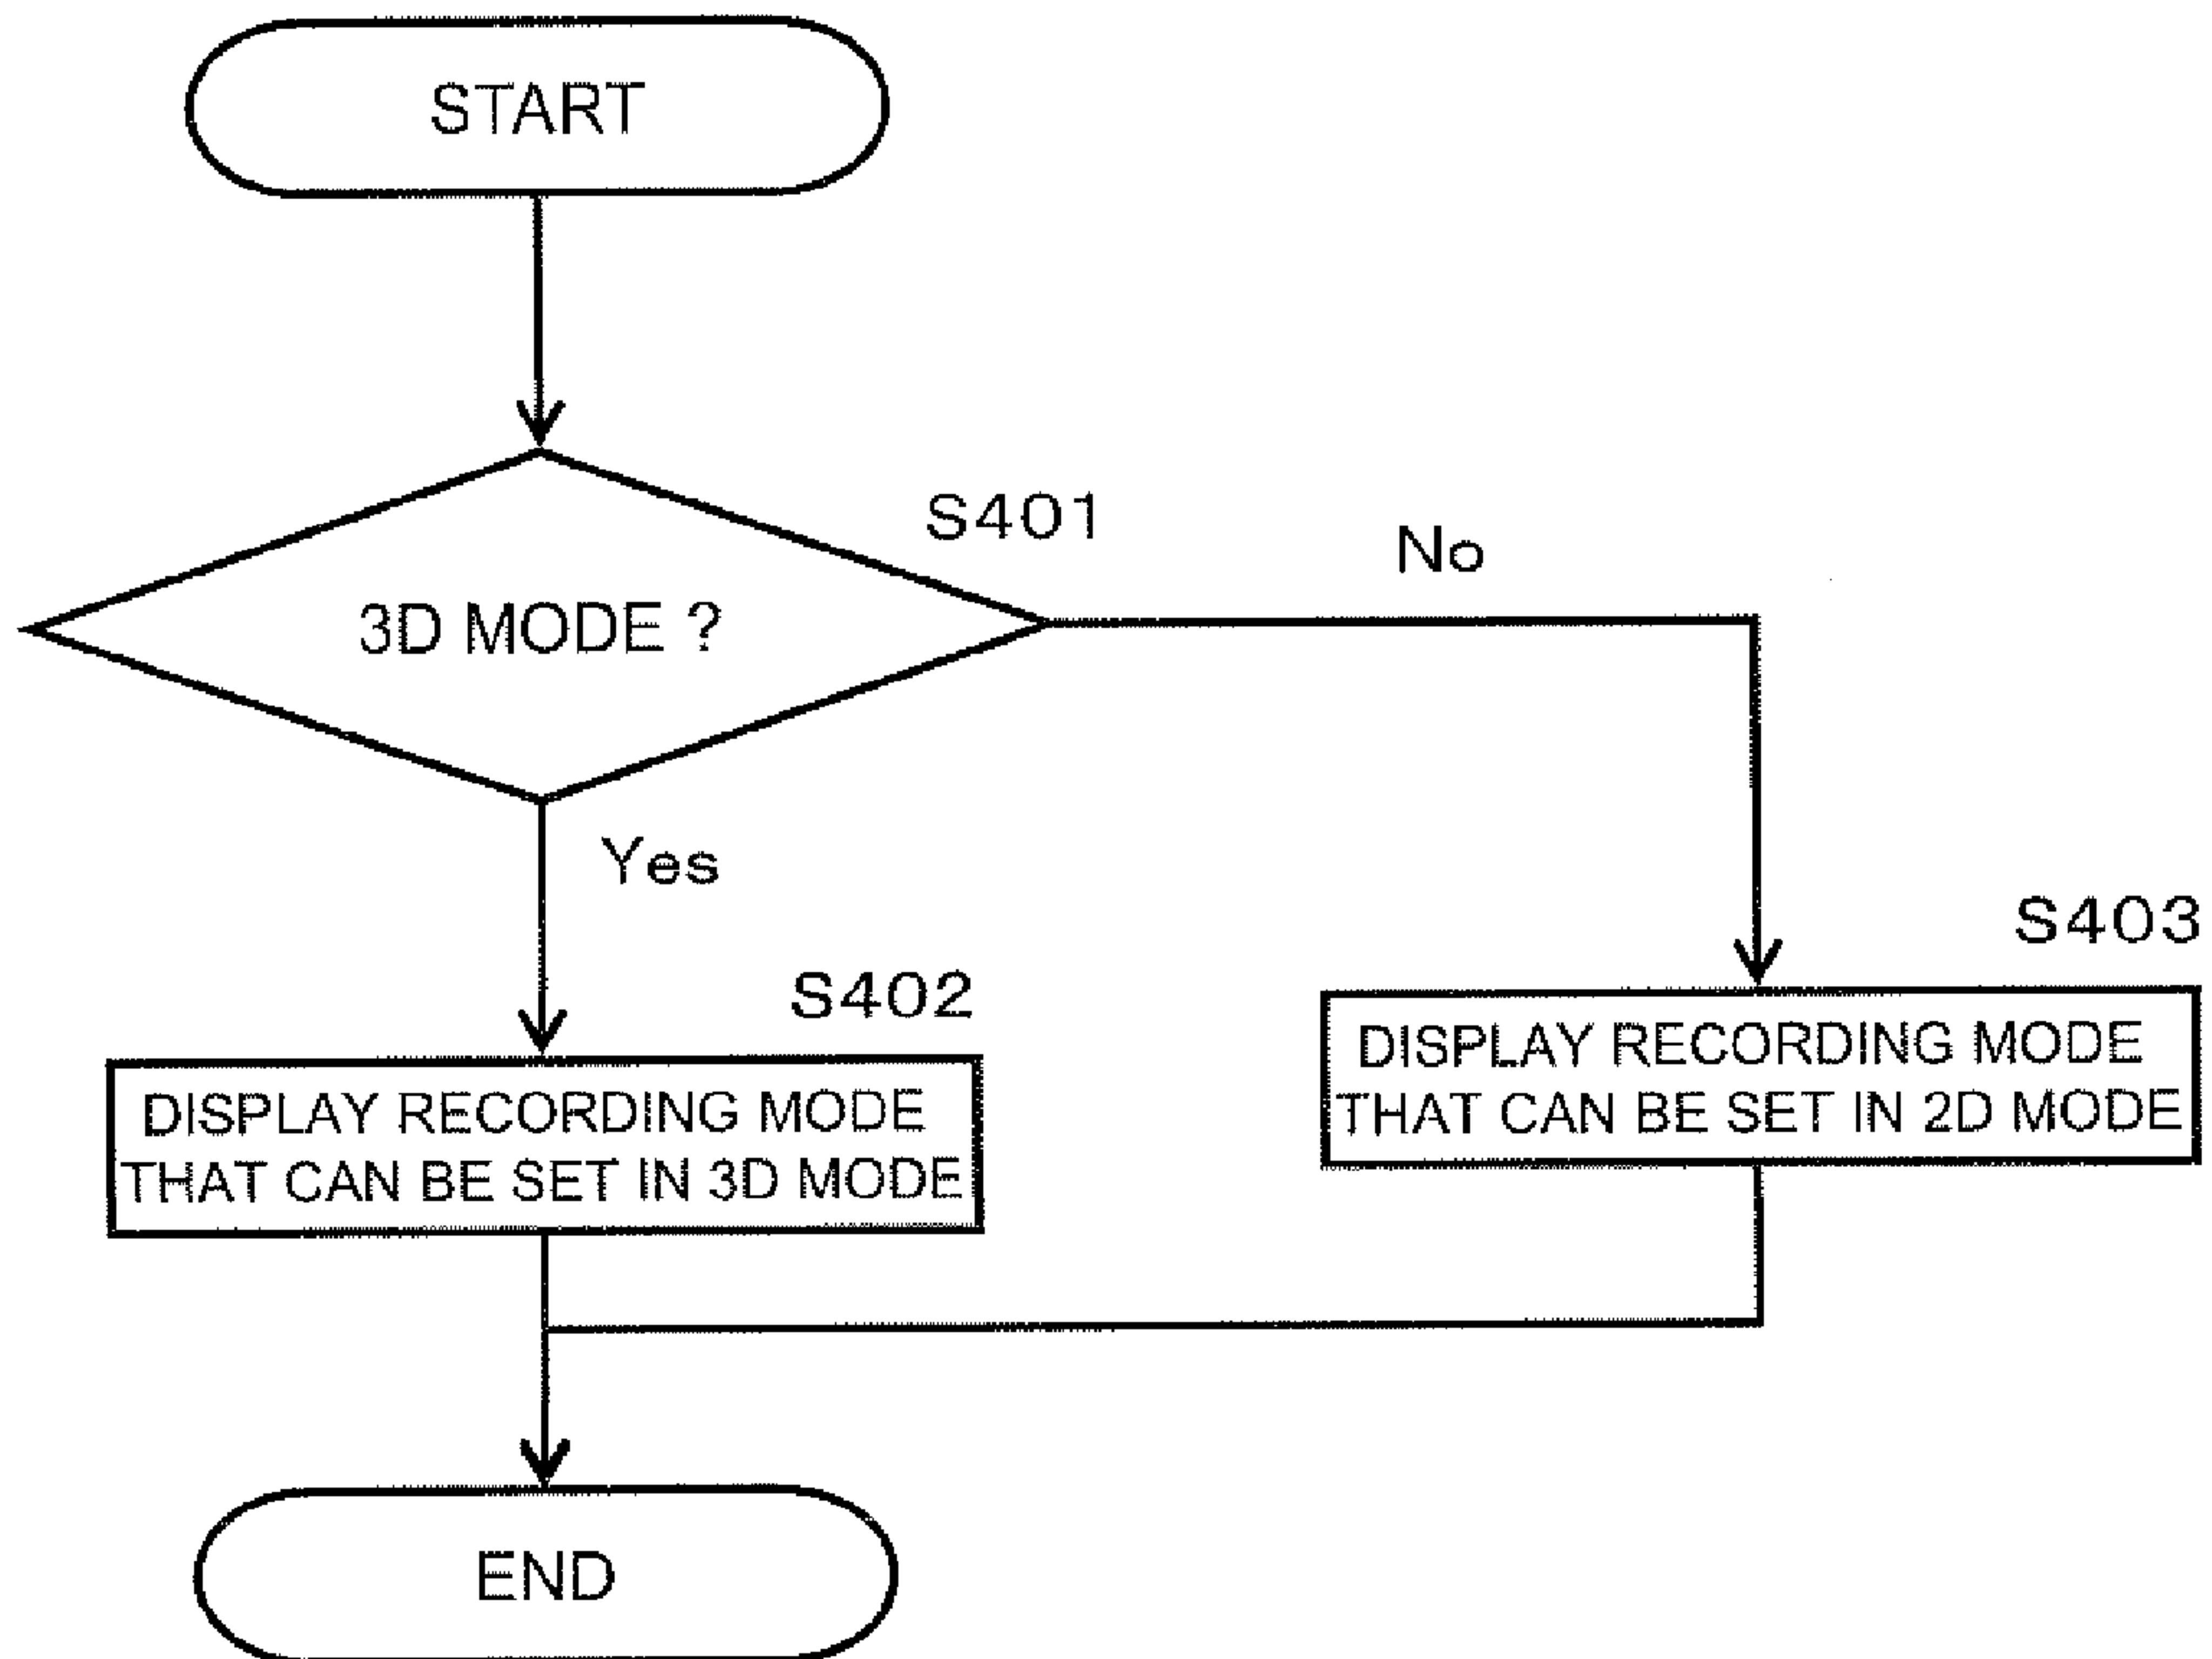 START
S401
No
3D MODE ?
Yes
S403
S402
DISPLAY RECORDING MODE
THAT CAN BE SET IN 2D MODE
DISPLAY RECORDING MODE
THAT CAN BE SET IN 3D MODE
END